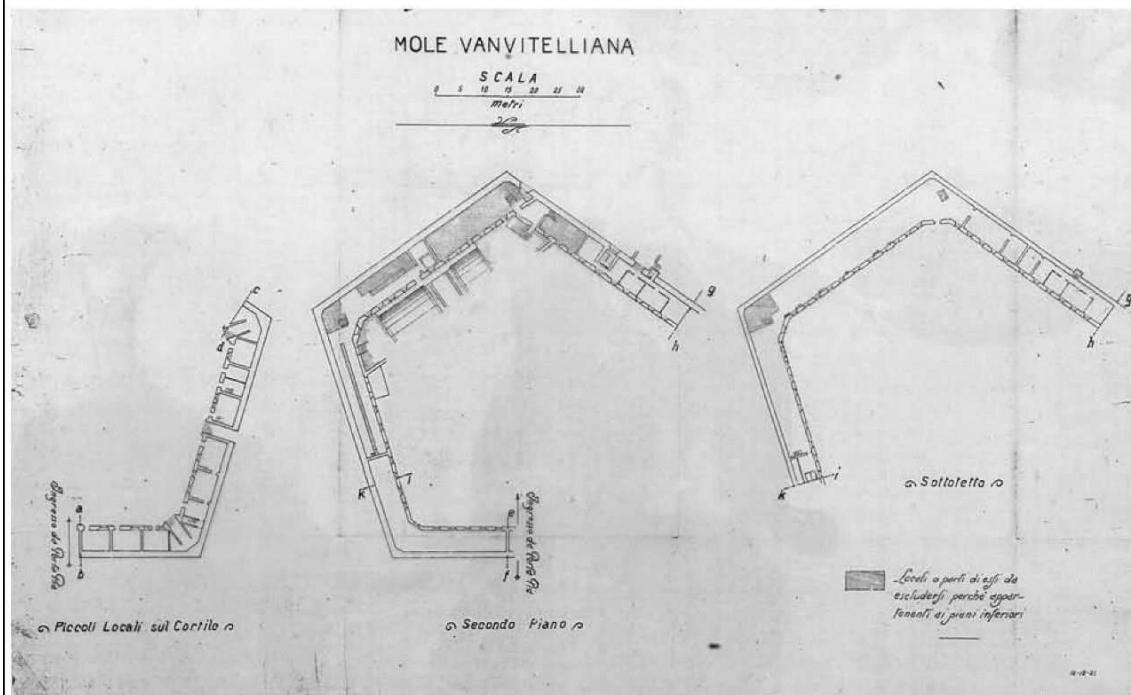 MOLE VANVITELLIANA
SCALA
0 5 10 15 20 25 30
metri
c
d
a
b
Ingresso da Porta Pia
Piccoli Locali sul Cortile
g
h
K
i
e
f
Ingresso da Porta Pia
Secondo Piano
g
h
K
i
Sottotetto
Locali o parti di essi da
escludersi perchè appar-
tenenti ai piani inferiori